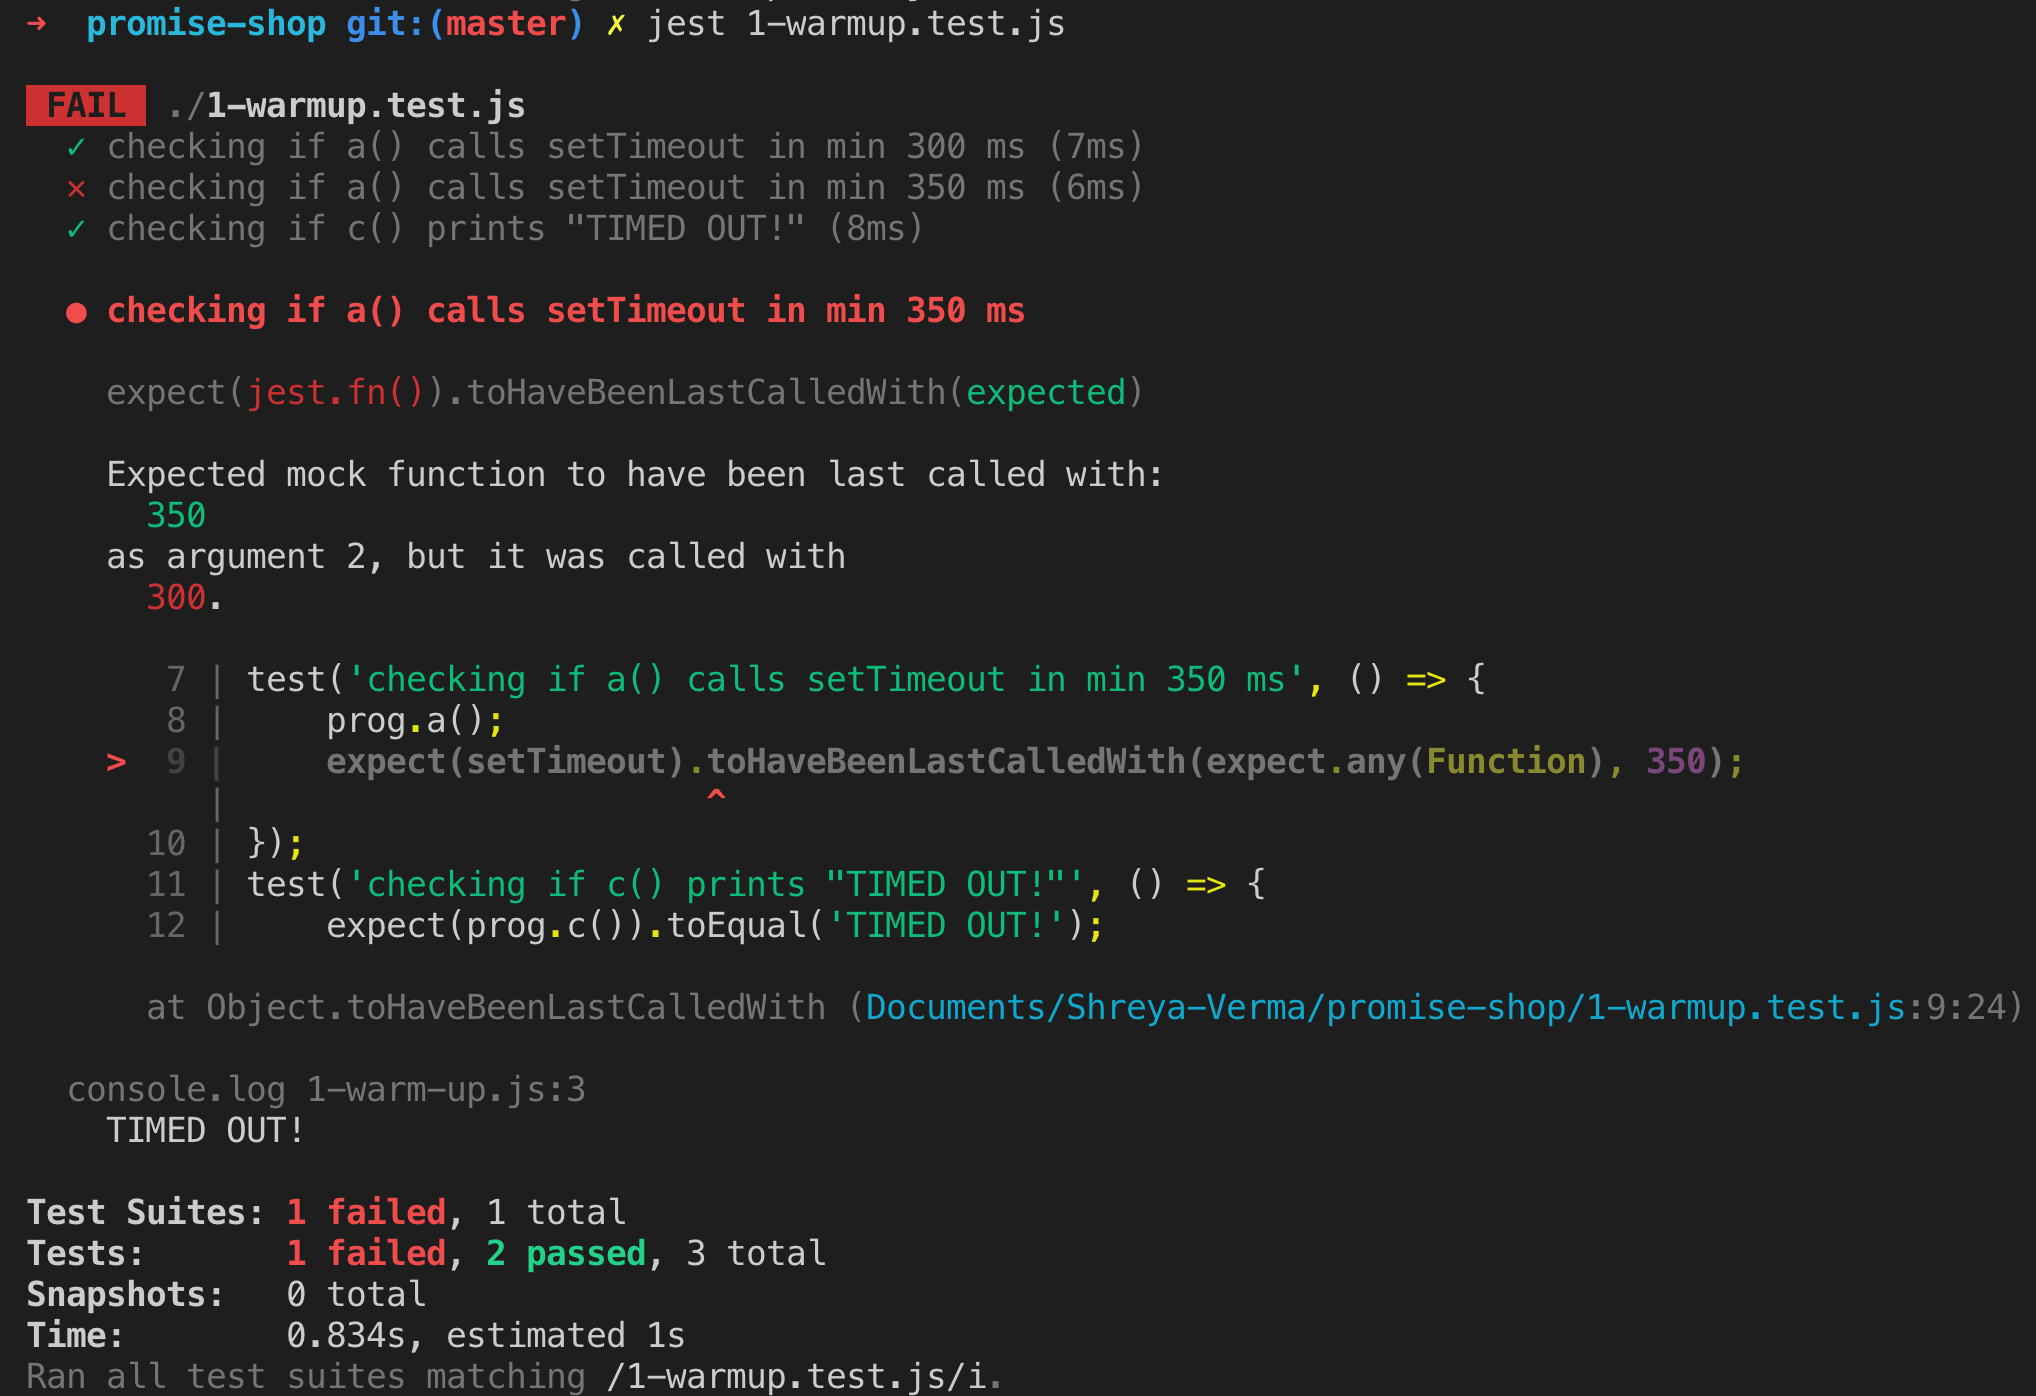 ➜  promise-shop git:(master) ✗ jest 1-warmup.test.js
FAIL ./1-warmup.test.js
✓ checking if a() calls setTimeout in min 300 ms (7ms)
✕ checking if a() calls setTimeout in min 350 ms (6ms)
✓ checking if c() prints "TIMED OUT!" (8ms)
● checking if a() calls setTimeout in min 350 ms
expect(jest.fn()).toHaveBeenLastCalledWith(expected)
Expected mock function to have been last called with:
350
as argument 2, but it was called with
300.
7 | test('checking if a() calls setTimeout in min 350 ms', () => {
8 |     prog.a();
> 9 |     expect(setTimeout).toHaveBeenLastCalledWith(expect.any(Function), 350);
|                        ^
10 | });
11 | test('checking if c() prints "TIMED OUT!"', () => {
12 |     expect(prog.c()).toEqual('TIMED OUT!');
at Object.toHaveBeenLastCalledWith (Documents/Shreya-Verma/promise-shop/1-warmup.test.js:9:24)
console.log 1-warm-up.js:3
TIMED OUT!
Test Suites: 1 failed, 1 total
Tests:       1 failed, 2 passed, 3 total
Snapshots:   0 total
Time:        0.834s, estimated 1s
Ran all test suites matching /1-warmup.test.js/i.